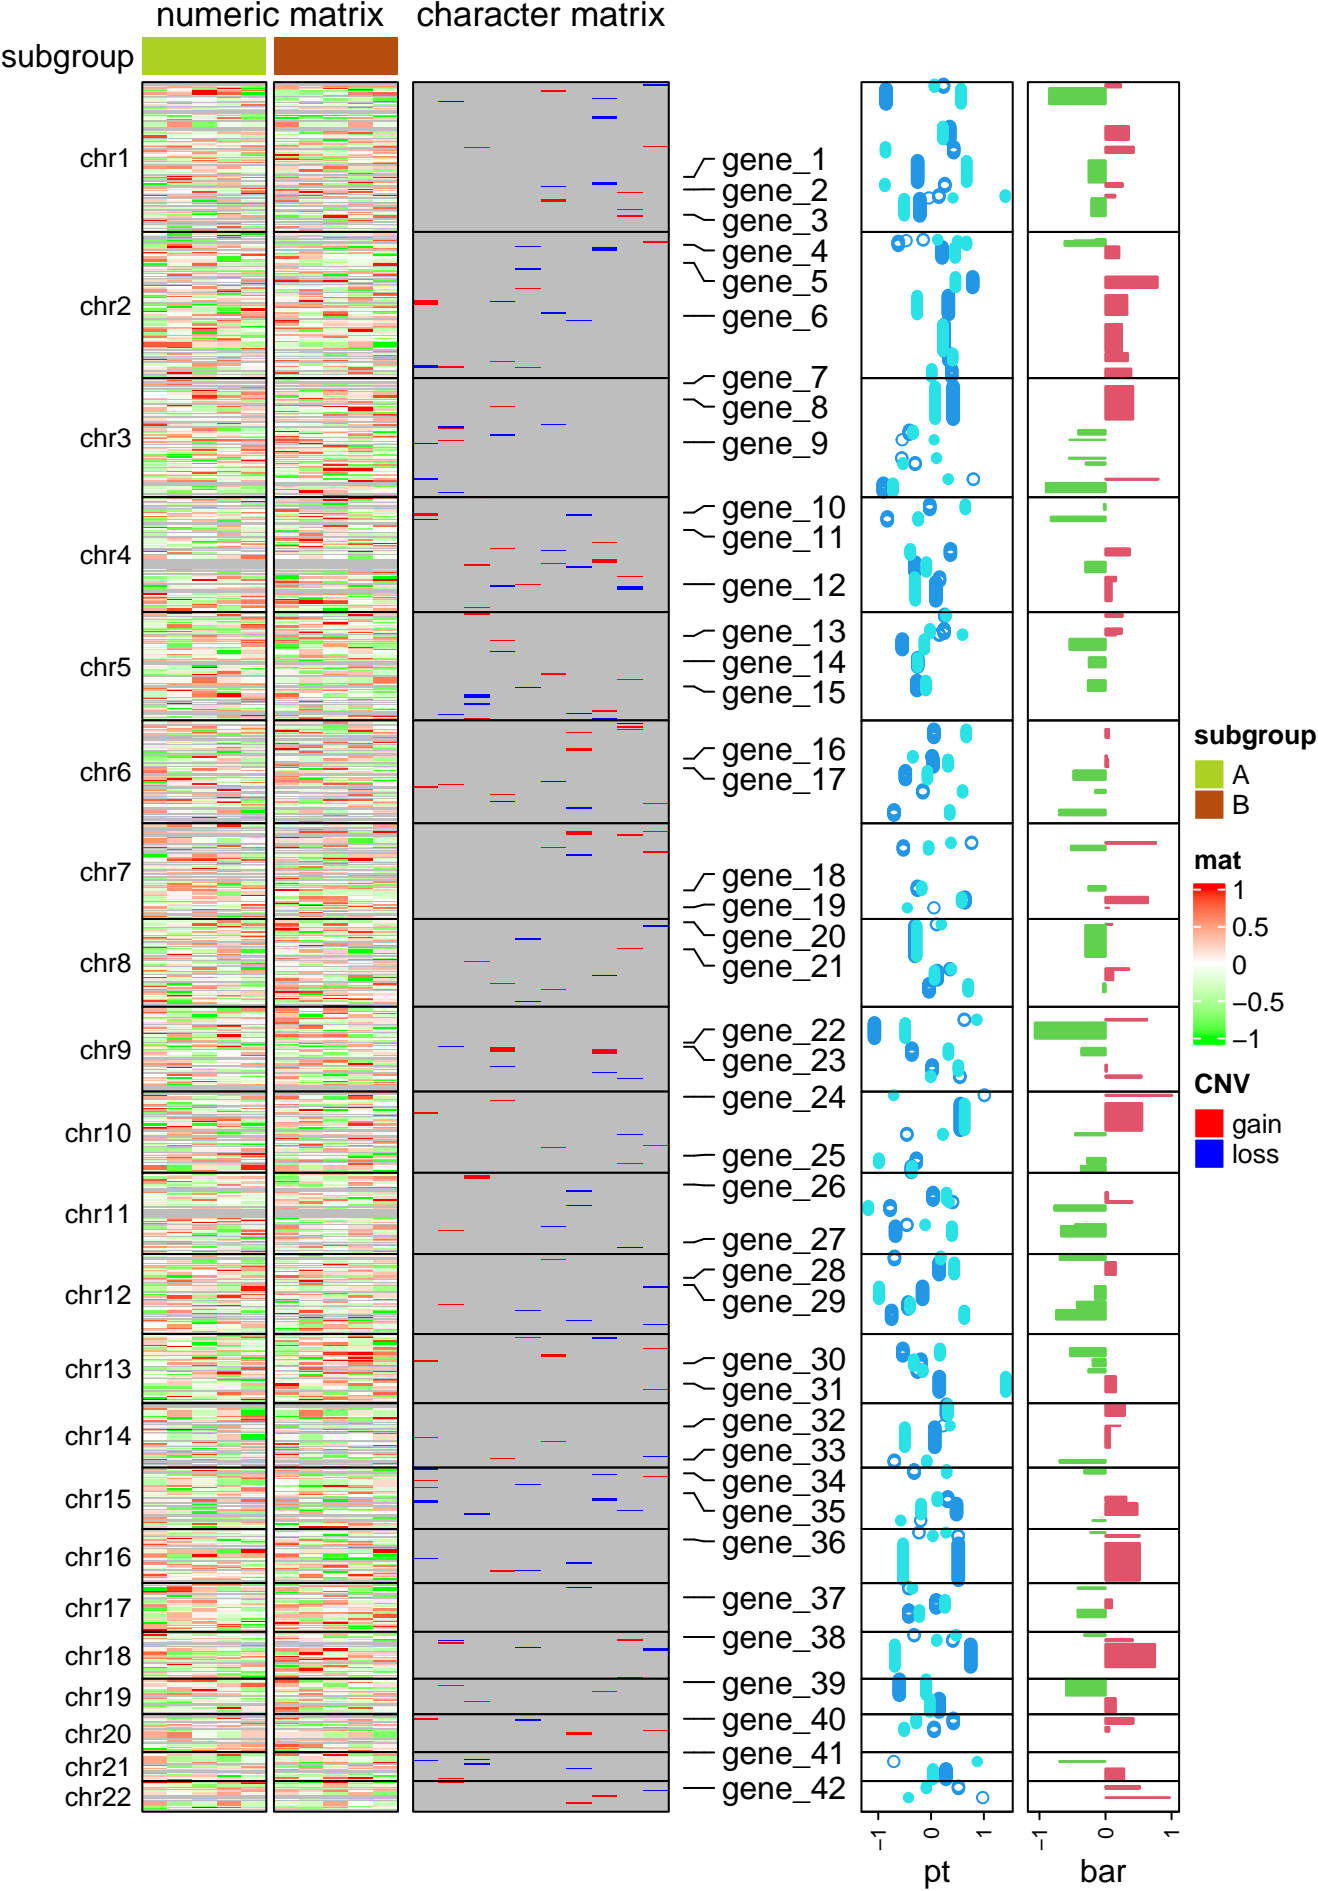 numeric matrix character matrix
subgroup
chr1
chr2
chr3
chr4
chr5
chr6
chr7
chr8
chr9
chr10
chr11
chr12
chr13
chr14
chr15
chr16
chr17
chr18
chr19
chr20
chr21
chr22
gene_1
gene_2
gene_3
gene_4
gene_5
gene_6
gene_7
gene_8
gene_9
gene_10
gene_11
gene_12
gene_13
gene_14
gene_15
gene_16
gene_17
gene_18
gene_19
gene_20
gene_21
gene_22
gene_23
gene_24
gene_25
gene_26
gene_27
gene_28
gene_29
gene_30
gene_31
gene_32
gene_33
gene_34
gene_35
gene_36
gene_37
gene_38
gene_39
gene_40
gene_41
gene_42
−1 0 1
pt
−1 0 1
bar
subgroup
A
B
mat
1
0.5
0
−0.5
−1
CNV
gain
loss